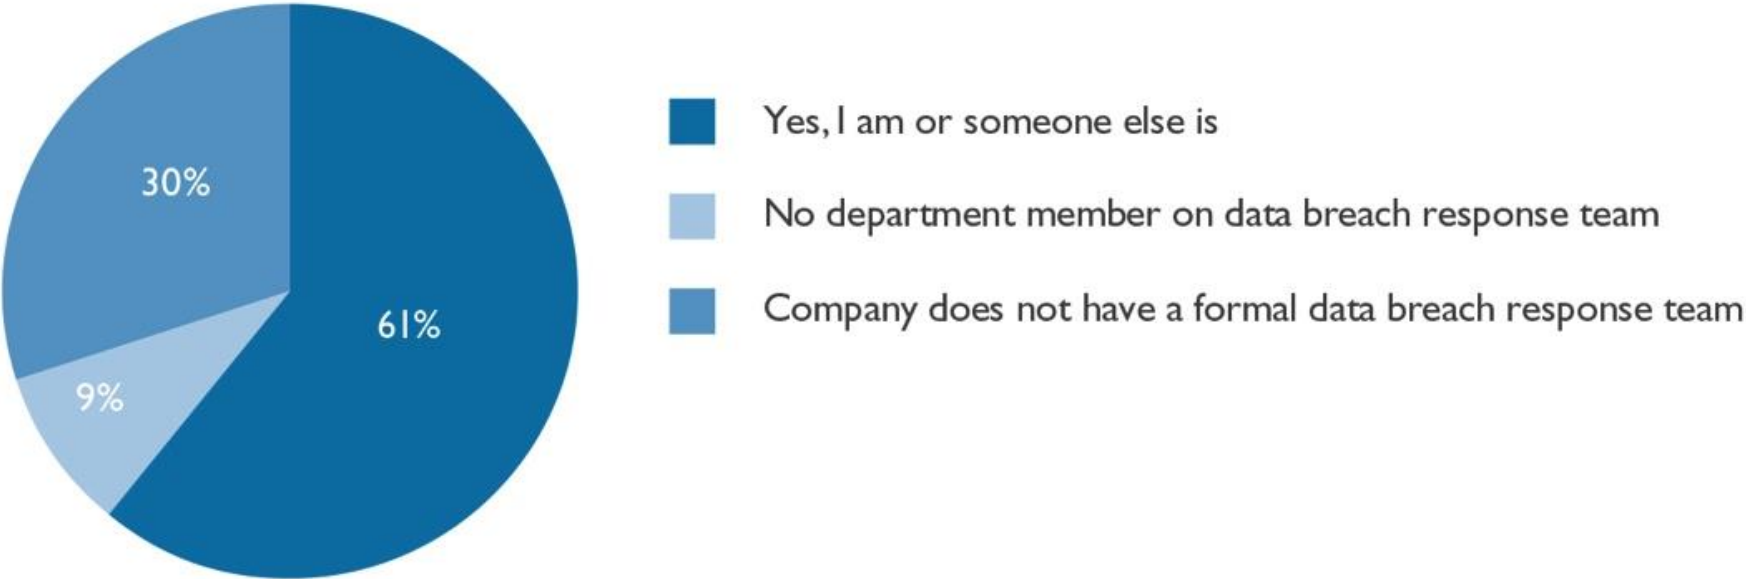 30%
61%
9%
Yes, I am or someone else is
No department member on data breach response team
Company does not have a formal data breach response team